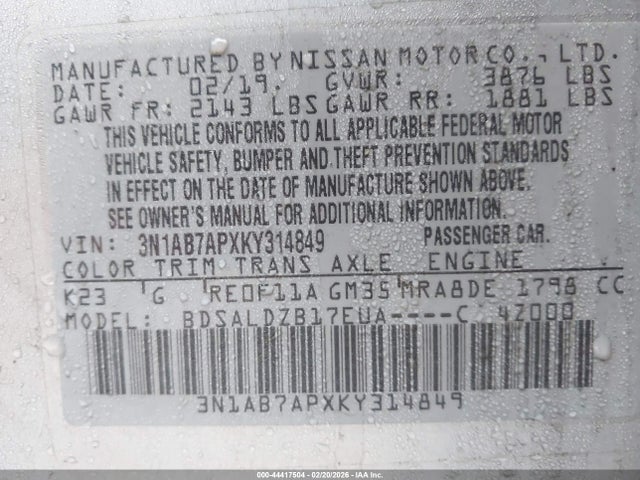 MANUFACTURED BY NISSAN MOTOR CO., LTD.
DATE: 02/19. GVWR: 3876 LBS
GAWR FR: 2143 LBS GAWR RR: 1881 LBS
THIS VEHICLE CONFORMS TO ALL APPLICABLE FEDERAL MOTOR
VEHICLE SAFETY, BUMPER AND THEFT PREVENTION STANDARDS
IN EFFECT ON THE DATE OF MANUFACTURE SHOWN ABOVE.
SEE OWNER'S MANUAL FOR ADDITIONAL INFORMATION.
VIN: 3N1AB7APXKY314849 PASSENGER CAR.
COLOR TRIM TRANS AXLE ENGINE
K23 G RE0F11A GM35 MRA8DE 1798 CC
MODEL: BDSALDZB17EUA----C 4Z000
3N1AB7APXKY314849
000-44417504 - 02/20/2026 - IAAI.COM